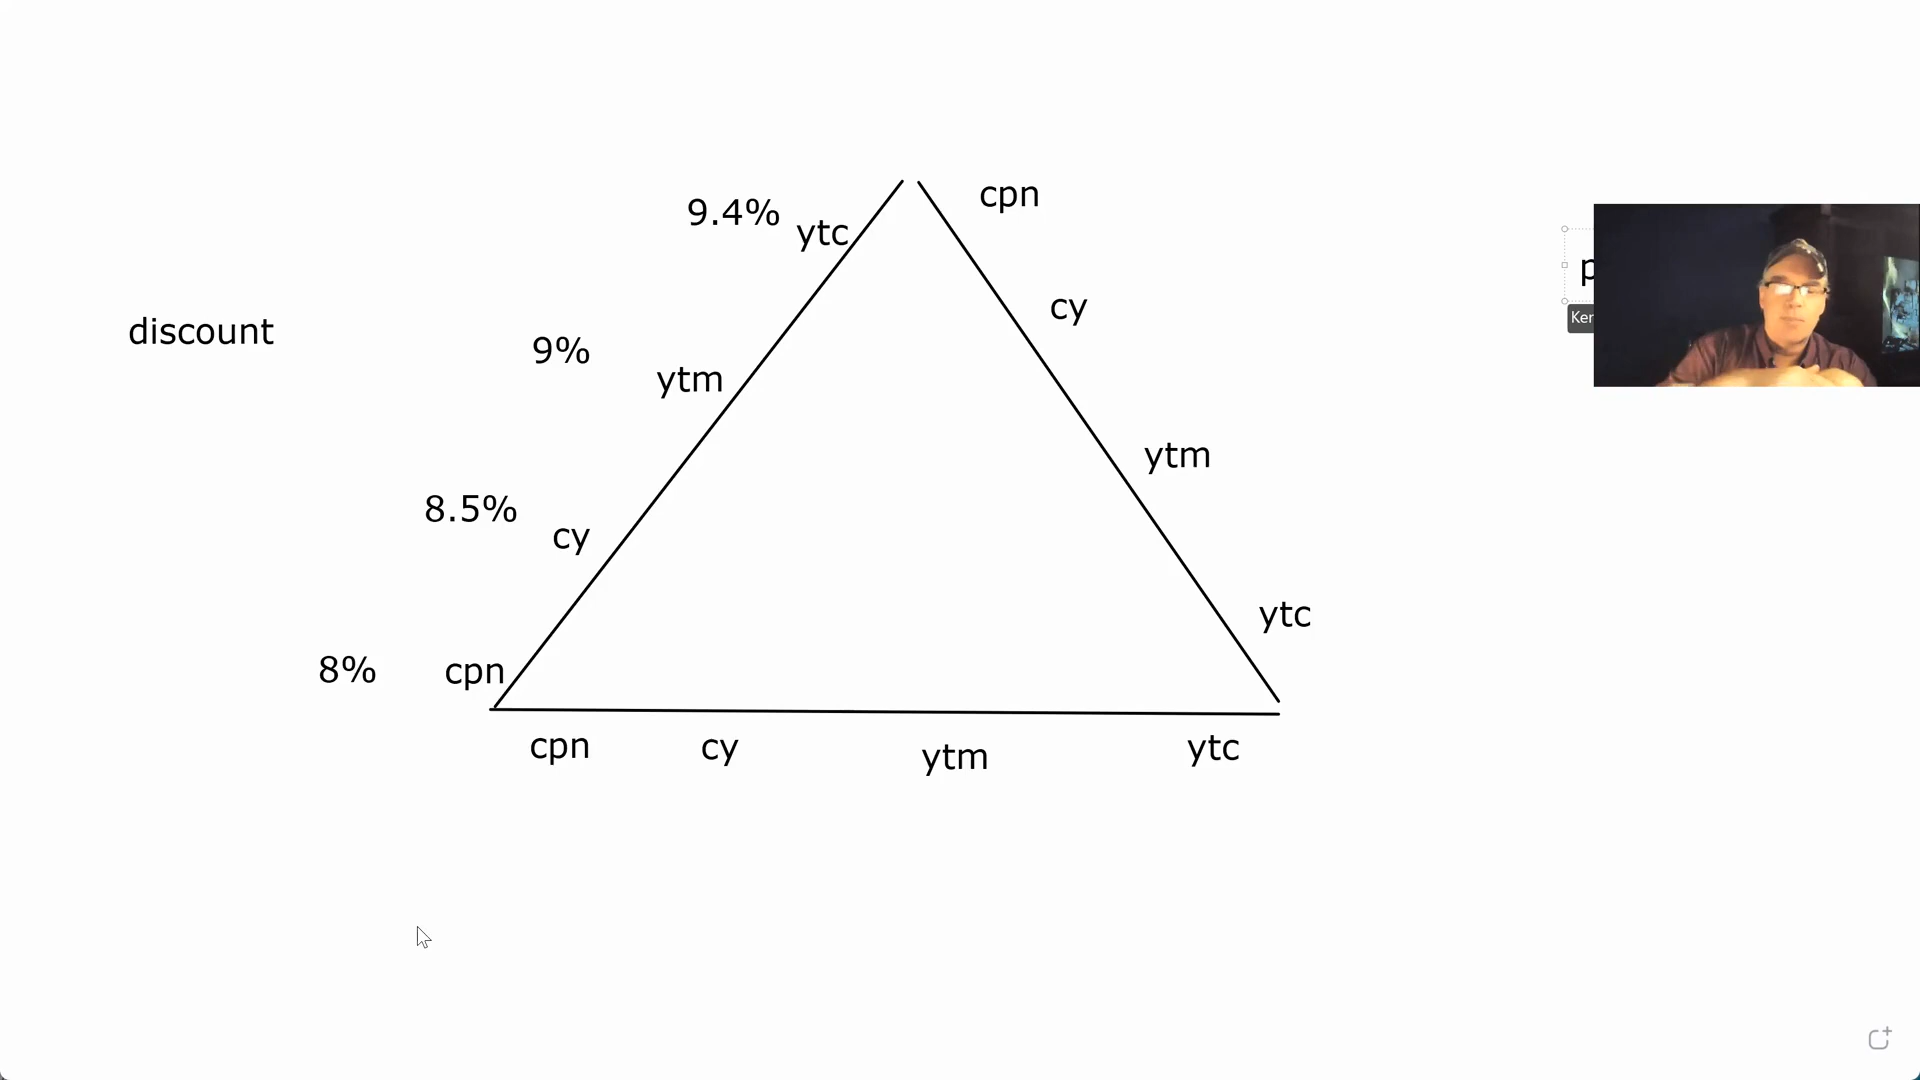 cpn
9.4%
ytc
cy
discount
9%
ytm
ytm
8.5%
cy
ytc
8%
cpn
cpn
cy
ytm
ytc